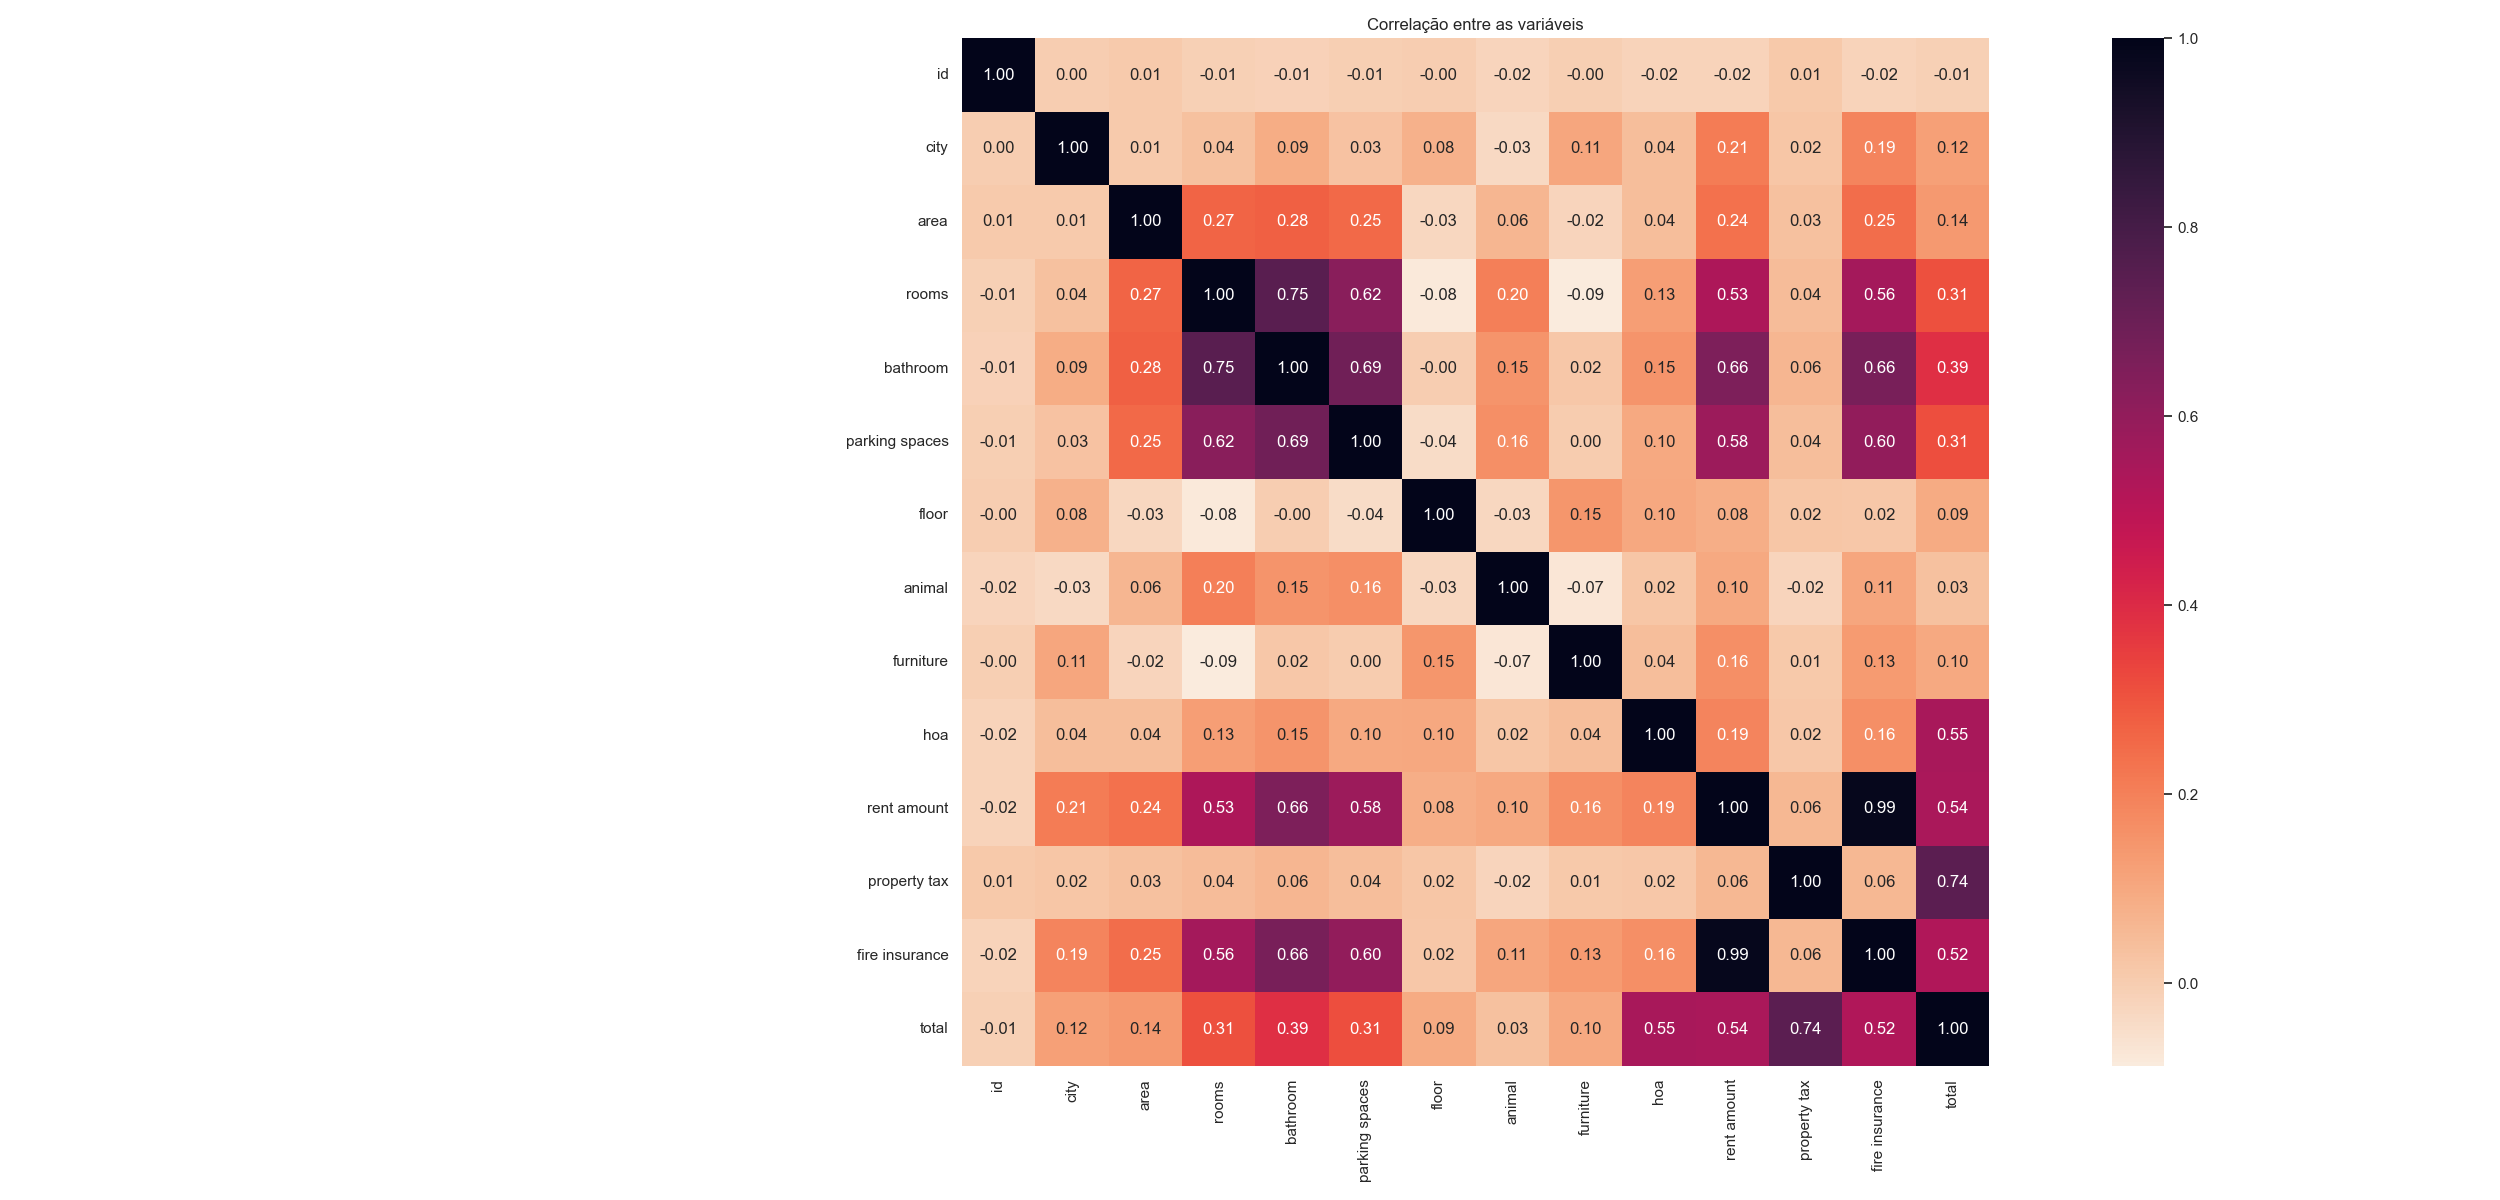 Correlação entre as variáveis
id 1.00 0.00 0.01 -0.01 -0.01 -0.01 -0.00 -0.02 -0.00 -0.02 -0.02 0.01 -0.02 -0.01
city 0.00 1.00 0.01 0.04 0.09 0.03 0.08 -0.03 0.11 0.04 0.21 0.02 0.19 0.12
area 0.01 0.01 1.00 0.27 0.28 0.25 -0.03 0.06 -0.02 0.04 0.24 0.03 0.25 0.14
rooms -0.01 0.04 0.27 1.00 0.75 0.62 -0.08 0.20 -0.09 0.13 0.53 0.04 0.56 0.31
bathroom -0.01 0.09 0.28 0.75 1.00 0.69 -0.00 0.15 0.02 0.15 0.66 0.06 0.66 0.39
parking spaces -0.01 0.03 0.25 0.62 0.69 1.00 -0.04 0.16 0.00 0.10 0.58 0.04 0.60 0.31
floor -0.00 0.08 -0.03 -0.08 -0.00 -0.04 1.00 -0.03 0.15 0.10 0.08 0.02 0.02 0.09
animal -0.02 -0.03 0.06 0.20 0.15 0.16 -0.03 1.00 -0.07 0.02 0.10 -0.02 0.11 0.03
furniture -0.00 0.11 -0.02 -0.09 0.02 0.00 0.15 -0.07 1.00 0.04 0.16 0.01 0.13 0.10
hoa -0.02 0.04 0.04 0.13 0.15 0.10 0.10 0.02 0.04 1.00 0.19 0.02 0.16 0.55
rent amount -0.02 0.21 0.24 0.53 0.66 0.58 0.08 0.10 0.16 0.19 1.00 0.06 0.99 0.54
property tax 0.01 0.02 0.03 0.04 0.06 0.04 0.02 -0.02 0.01 0.02 0.06 1.00 0.06 0.74
fire insurance -0.02 0.19 0.25 0.56 0.66 0.60 0.02 0.11 0.13 0.16 0.99 0.06 1.00 0.52
total -0.01 0.12 0.14 0.31 0.39 0.31 0.09 0.03 0.10 0.55 0.54 0.74 0.52 1.00
id
city
area
rooms
bathroom
parking spaces
floor
animal
furniture
hoa
rent amount
property tax
fire insurance
total
1.0
0.8
0.6
0.4
0.2
0.0